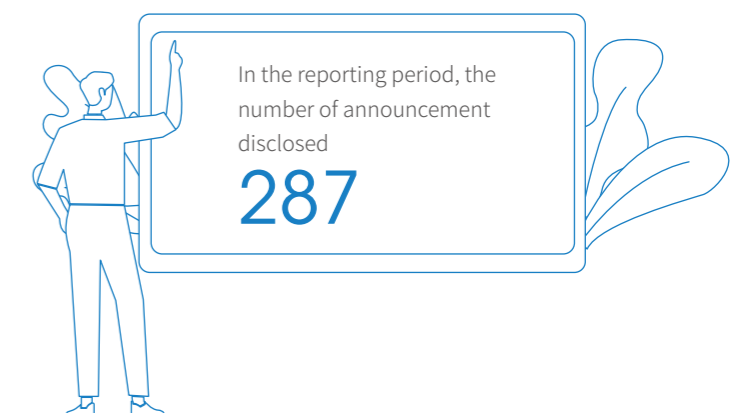 In the reporting period, the
number of announcement
disclosed
287